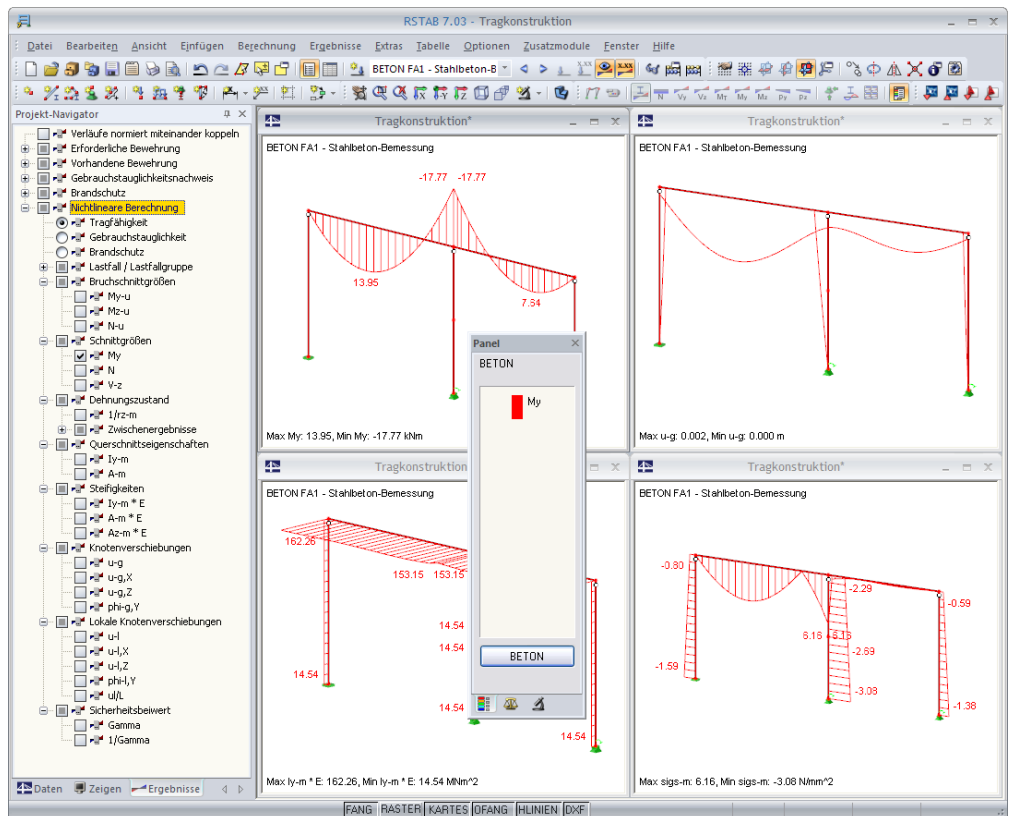 RSTAB 7.03 - Tragkonstruktion
Datei Bearbeiten Ansicht Einfügen Berechnung Ergebnisse Extras Tabelle Optionen Zusatzmodule Fenster Hilfe
BETON FA1 - Stahlbeton-B
Projekt-Navigator
Verläufe normiert miteinander koppeln
Erforderliche Bewehrung
Vorhandene Bewehrung
Gebrauchstauglichkeitsnachweis
Brandschutz
Nichtlineare Berechnung
Tragfähigkeit
Gebrauchstauglichkeit
Brandschutz
Lastfall / Lastfallgruppe
Bruchschnittgrößen
My-u
Mz-u
N-u
Schnittgrößen
My
N
V-z
Dehnungszustand
1/rz-m
Zwischenergebnisse
Querschnittseigenschaften
Iy-m
A-m
Steifigkeiten
Iy-m * E
A-m * E
Az-m * E
Knotenverschiebungen
u-g
u-g,X
u-g,Z
phi-g,Y
Lokale Knotenverschiebungen
u-l
u-l,X
u-l,Z
phi-l,Y
ul/L
Sicherheitsbeiwert
Gamma
1/Gamma
Daten Zeigen Ergebnisse
Tragkonstruktion*
BETON FA1 - Stahlbeton-Bemessung
-17.77 -17.77
13.95
7.64
Max My: 13.95, Min My: -17.77 kNm
Tragkonstruktion*
BETON FA1 - Stahlbeton-Bemessung
Max u-g: 0.002, Min u-g: 0.000 m
Tragkonstruktion
BETON FA1 - Stahlbeton-Bemessung
162.26
153.15 153.15
14.54
14.54
14.54
14.54
14.54
Max Iy-m * E: 162.26, Min Iy-m * E: 14.54 MNm^2
Panel
BETON
My
BETON
Tragkonstruktion*
BETON FA1 - Stahlbeton-Bemessung
-0.80
-2.29
-0.59
6.16 6.16
-2.69
-1.59
-3.08
-1.38
Max sigs-m: 6.16, Min sigs-m: -3.08 N/mm^2
FANG RASTER KARTES OFANG HLINIEN DXF